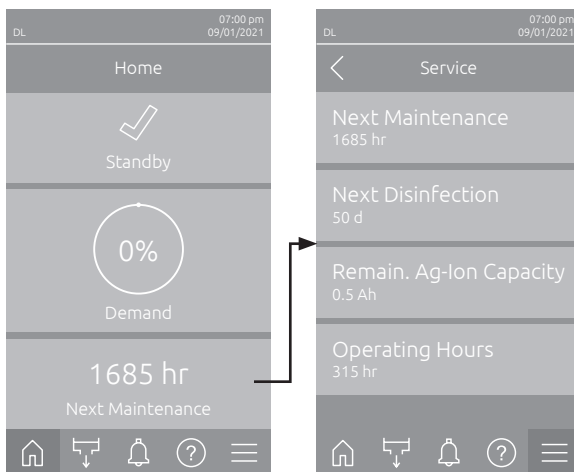 07:00 pm
DL 09/01/2021
Home
Standby
0%
Demand
1685 hr
Next Maintenance
?
07:00 pm
DL 09/01/2021
Service
Next Maintenance
1685 hr
Next Disinfection
50 d
Remain. Ag-Ion Capacity
0.5 Ah
Operating Hours
315 hr
?